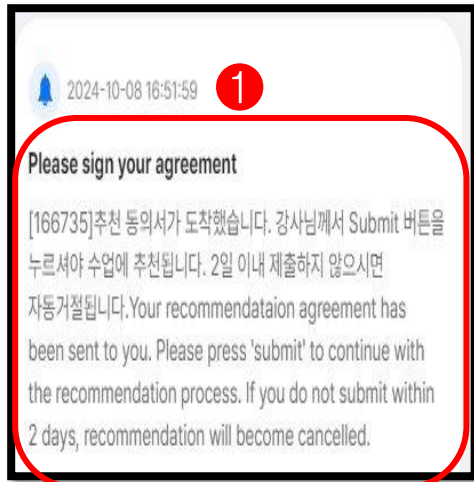 2024-10-08 16:51:59 1
Please sign your agreement
[166735]추천 동의서가 도착했습니다. 강사님께서 Submit 버튼을
누르셔야 수업에 추천됩니다. 2일 이내 제출하지 않으시면
자동거절됩니다.Your recommendataion agreement has
been sent to you. Please press 'submit' to continue with
the recommendation process. If you do not submit within
2 days, recommendation will become cancelled.